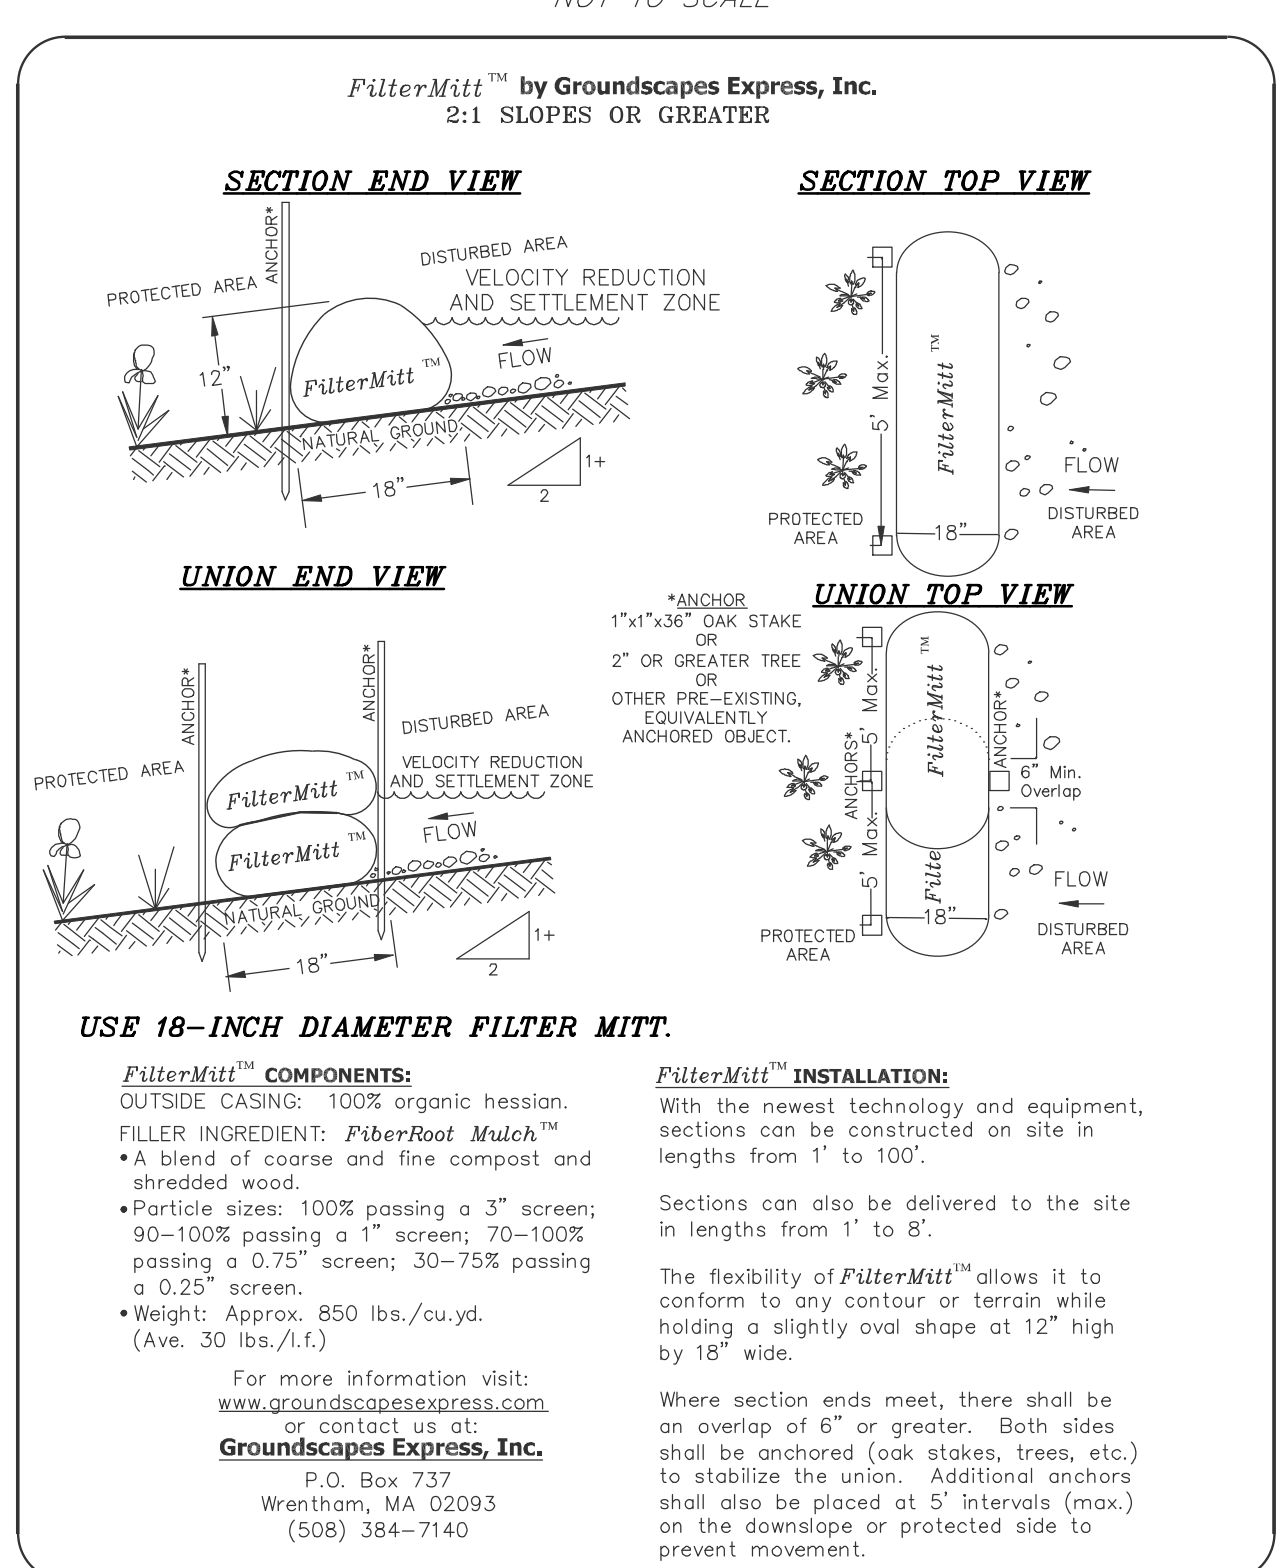 NOT TO SCALE
FilterMitt™ by Groundscapes Express, Inc.
2:1 SLOPES OR GREATER
SECTION END VIEW
ANCHOR*
PROTECTED AREA
DISTURBED AREA
VELOCITY REDUCTION
AND SETTLEMENT ZONE
FLOW
12"
FilterMitt™
NATURAL GROUND
18"
1+
2
SECTION TOP VIEW
5' Max.
FilterMitt™
FLOW
PROTECTED
AREA
18"
DISTURBED
AREA
UNION END VIEW
ANCHOR*
ANCHOR*
PROTECTED AREA
DISTURBED AREA
VELOCITY REDUCTION
AND SETTLEMENT ZONE
FilterMitt™
FilterMitt™
FLOW
NATURAL GROUND
18"
1+
2
*ANCHOR
1"x1"x36" OAK STAKE
OR
2" OR GREATER TREE
OR
OTHER PRE-EXISTING,
EQUIVALENTLY
ANCHORED OBJECT.
UNION TOP VIEW
5' Max.
FilterMitt™
ANCHOR*
ANCHORS*
6" Min.
Overlap
5' Max.
Filte
18"
FLOW
PROTECTED
AREA
DISTURBED
AREA
USE 18-INCH DIAMETER FILTER MITT.
FilterMitt™ COMPONENTS:
OUTSIDE CASING: 100% organic hessian.
FILLER INGREDIENT: FiberRoot Mulch™
• A blend of coarse and fine compost and
shredded wood.
• Particle sizes: 100% passing a 3" screen;
90-100% passing a 1" screen; 70-100%
passing a 0.75" screen; 30-75% passing
a 0.25" screen.
• Weight: Approx. 850 lbs./cu.yd.
(Ave. 30 lbs./l.f.)
For more information visit:
www.groundscapesexpress.com
or contact us at:
Groundscapes Express, Inc.
P.O. Box 737
Wrentham, MA 02093
(508) 384-7140
FilterMitt™ INSTALLATION:
With the newest technology and equipment,
sections can be constructed on site in
lengths from 1' to 100'.
Sections can also be delivered to the site
in lengths from 1' to 8'.
The flexibility of FilterMitt™ allows it to
conform to any contour or terrain while
holding a slightly oval shape at 12" high
by 18" wide.
Where section ends meet, there shall be
an overlap of 6" or greater. Both sides
shall be anchored (oak stakes, trees, etc.)
to stabilize the union. Additional anchors
shall also be placed at 5' intervals (max.)
on the downslope or protected side to
prevent movement.